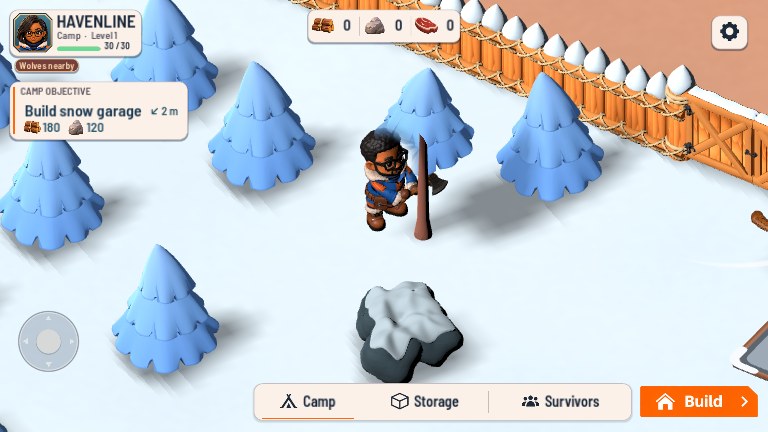 HAVENLINE
Camp · Level 1
30 / 30
Wolves nearby
CAMP OBJECTIVE
Build snow garage ↙ 2 m
180 120
0 0 0
Camp Storage Survivors
Build